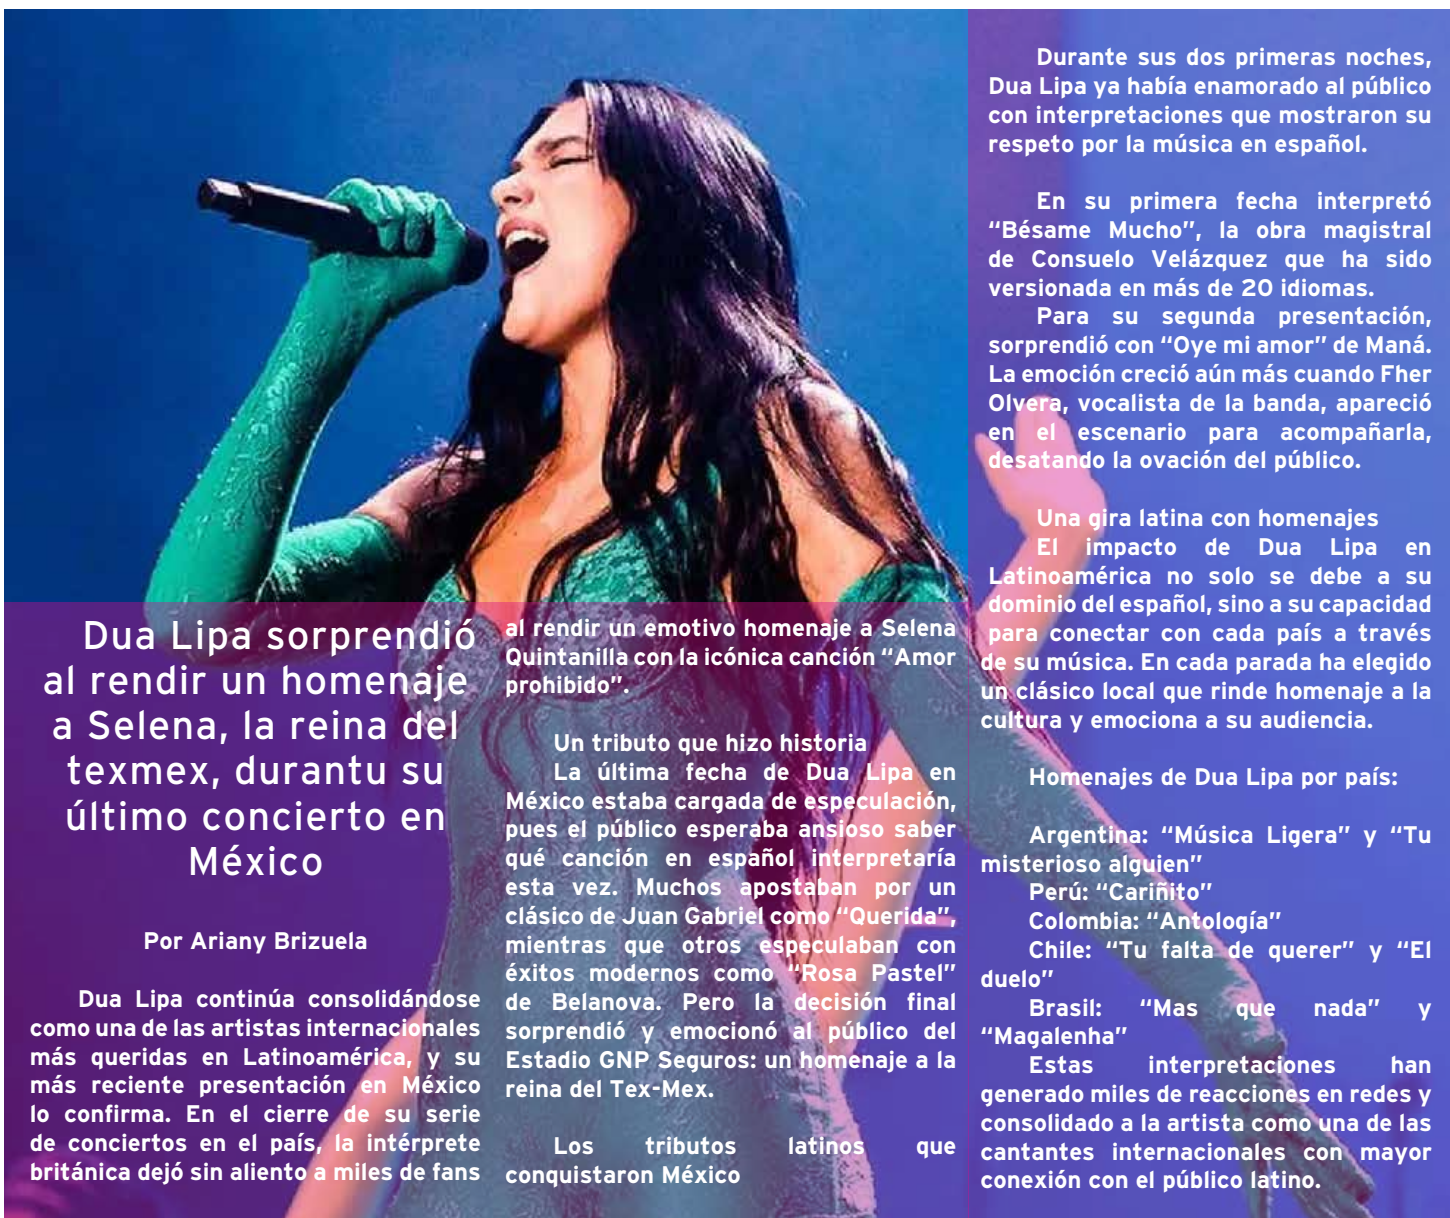 Dua Lipa sorprendió
al rendir un homenaje
a Selena, la reina del
texmex, durantu su
último concierto en
México
Por Ariany Brizuela
Dua Lipa continúa consolidándose
como una de las artistas internacionales
más queridas en Latinoamérica, y su
más reciente presentación en México
lo confirma. En el cierre de su serie
de conciertos en el país, la intérprete
británica dejó sin aliento a miles de fans
al rendir un emotivo homenaje a Selena
Quintanilla con la icónica canción “Amor
prohibido”.
Un tributo que hizo historia
La última fecha de Dua Lipa en
México estaba cargada de especulación,
pues el público esperaba ansioso saber
qué canción en español interpretaría
esta vez. Muchos apostaban por un
clásico de Juan Gabriel como “Querida”,
mientras que otros especulaban con
éxitos modernos como “Rosa Pastel”
de Belanova. Pero la decisión final
sorprendió y emocionó al público del
Estadio GNP Seguros: un homenaje a la
reina del Tex-Mex.
Los tributos latinos que
conquistaron México
Durante sus dos primeras noches,
Dua Lipa ya había enamorado al público
con interpretaciones que mostraron su
respeto por la música en español.
En su primera fecha interpretó
“Bésame Mucho”, la obra magistral
de Consuelo Velázquez que ha sido
versionada en más de 20 idiomas.
Para su segunda presentación,
sorprendió con “Oye mi amor” de Maná.
La emoción creció aún más cuando Fher
Olvera, vocalista de la banda, apareció
en el escenario para acompañarla,
desatando la ovación del público.
Una gira latina con homenajes
El impacto de Dua Lipa en
Latinoamérica no solo se debe a su
dominio del español, sino a su capacidad
para conectar con cada país a través
de su música. En cada parada ha elegido
un clásico local que rinde homenaje a la
cultura y emociona a su audiencia.
Homenajes de Dua Lipa por país:
Argentina: “Música Ligera” y “Tu
misterioso alguien”
Perú: “Cariñito”
Colombia: “Antología”
Chile: “Tu falta de querer” y “El
duelo”
Brasil: “Mas que nada” y
“Magalenha”
Estas interpretaciones han
generado miles de reacciones en redes y
consolidado a la artista como una de las
cantantes internacionales con mayor
conexión con el público latino.